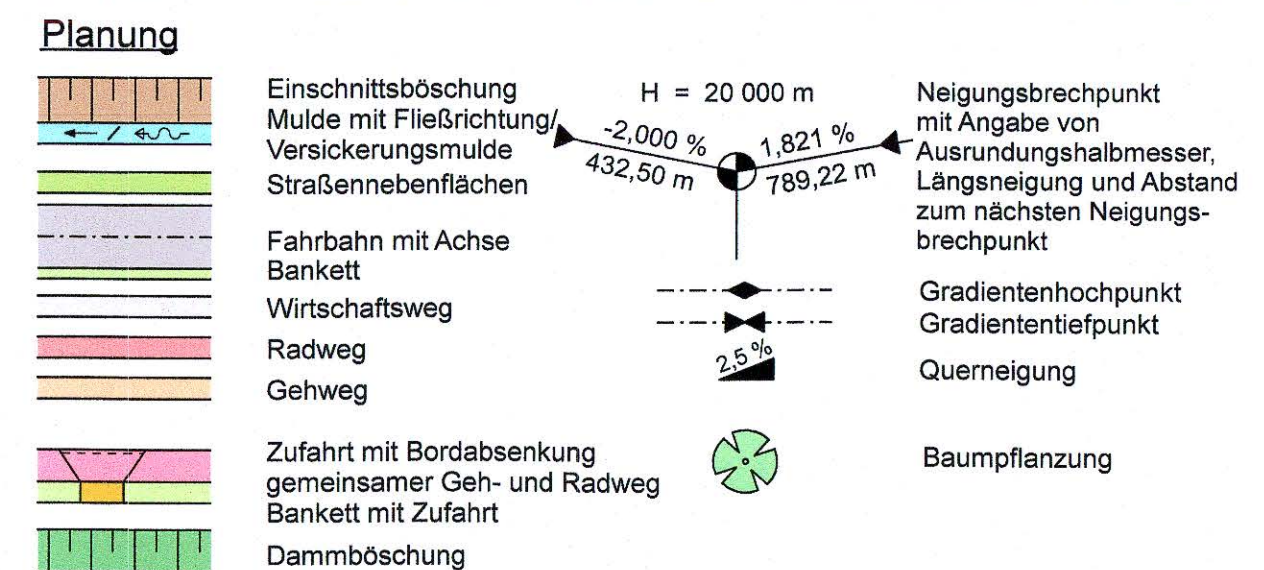 Planung
Einschnittsböschung
Mulde mit Fließrichtung/
Versickerungsmulde
Straßennebenflächen
Fahrbahn mit Achse
Bankett
Wirtschaftsweg
Radweg
Gehweg
Zufahrt mit Bordabsenkung
gemeinsamer Geh- und Radweg
Bankett mit Zufahrt
Dammböschung
H = 20 000 m
-2,000 %
432,50 m
1,821 %
789,22 m
2,5 %
Neigungsbrechpunkt
mit Angabe von
Ausrundungshalbmesser,
Längsneigung und Abstand
zum nächsten Neigungs-
brechpunkt
Gradientenhochpunkt
Gradiententiefpunkt
Querneigung
Baumpflanzung